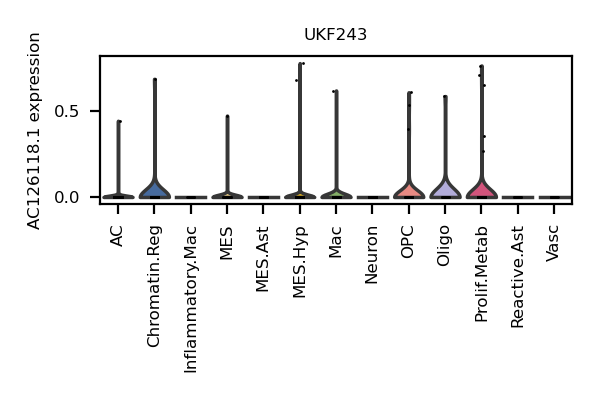 UKF243
AC126118.1 expression
0.5
0.0
AC
Chromatin.Reg
Inflammatory.Mac
MES
MES.Ast
MES.Hyp
Mac
Neuron
OPC
Oligo
Prolif.Metab
Reactive.Ast
Vasc